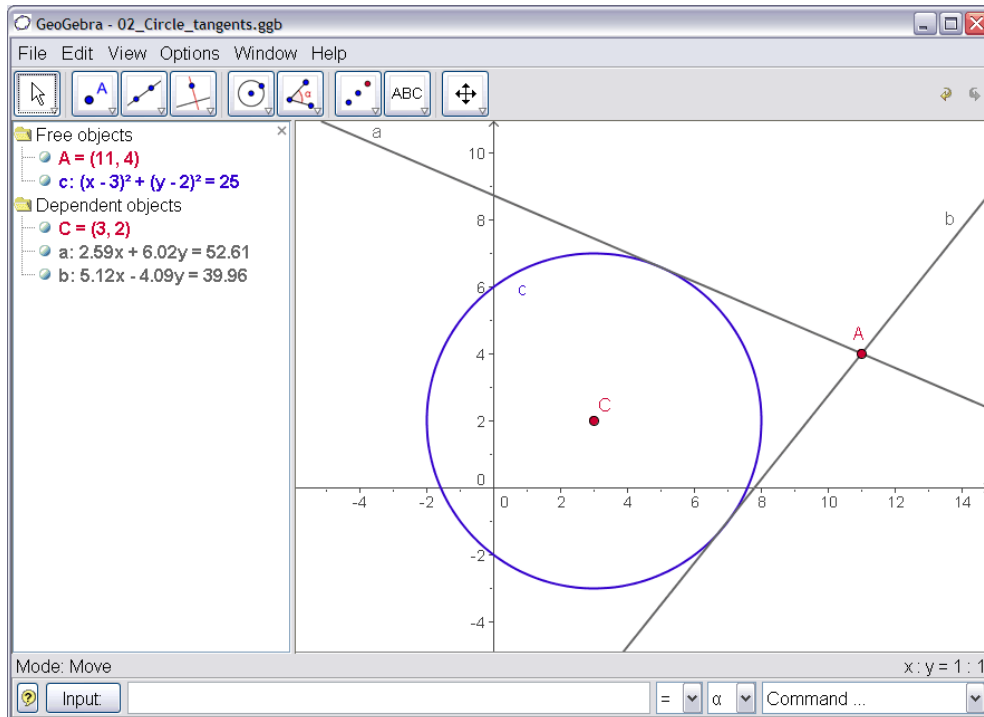 GeoGebra - 02_Circle_tangents.ggb
File Edit View Options Window Help
A
α
ABC
Free objects
A = (11, 4)
c: (x - 3)² + (y - 2)² = 25
Dependent objects
C = (3, 2)
a: 2.59x + 6.02y = 52.61
b: 5.12x - 4.09y = 39.96
a
10
8
b
6
c
A
4
C
2
0
-4 -2 0 2 4 6 8 10 12 14
-2
-4
Mode: Move x : y = 1 : 1
? Input: = α Command ...